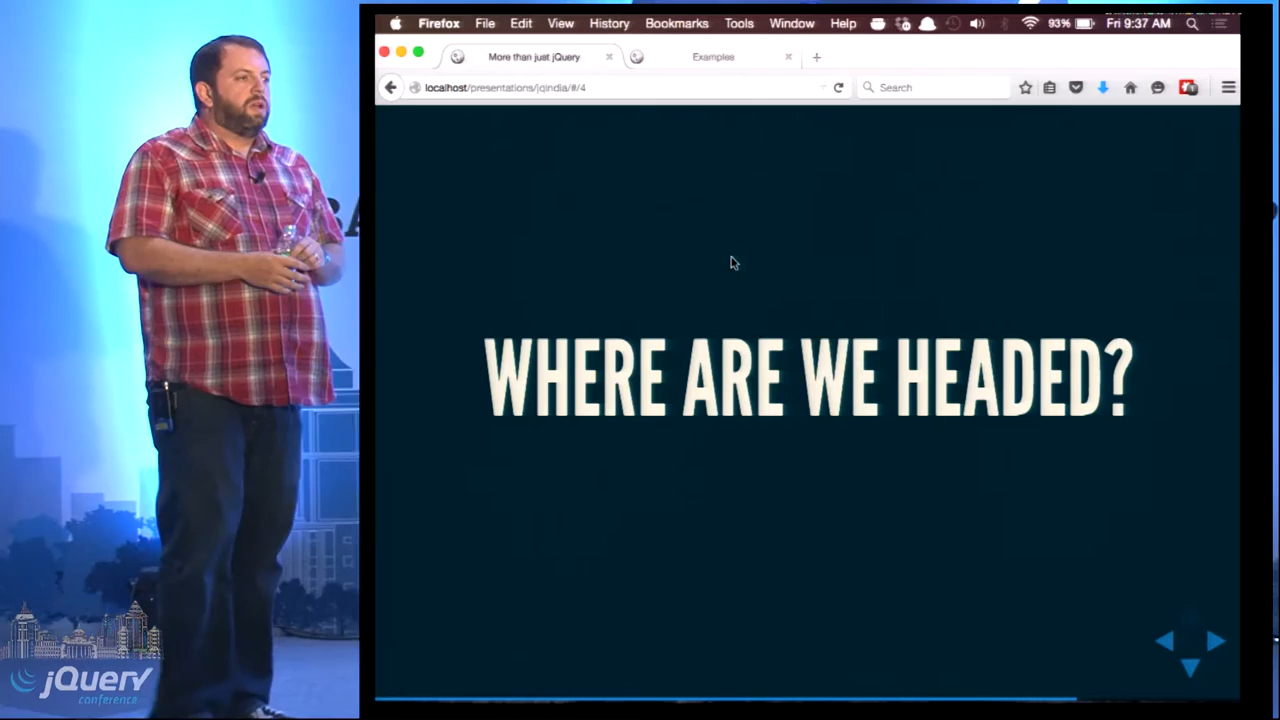 Firefox File Edit View History Bookmarks Tools Window Help 93% Fri 9:37 AM
More than just jQuery Examples
localhost/presentations/jqindia/#/4 Search
WHERE ARE WE HEADED?
jQuery
conference